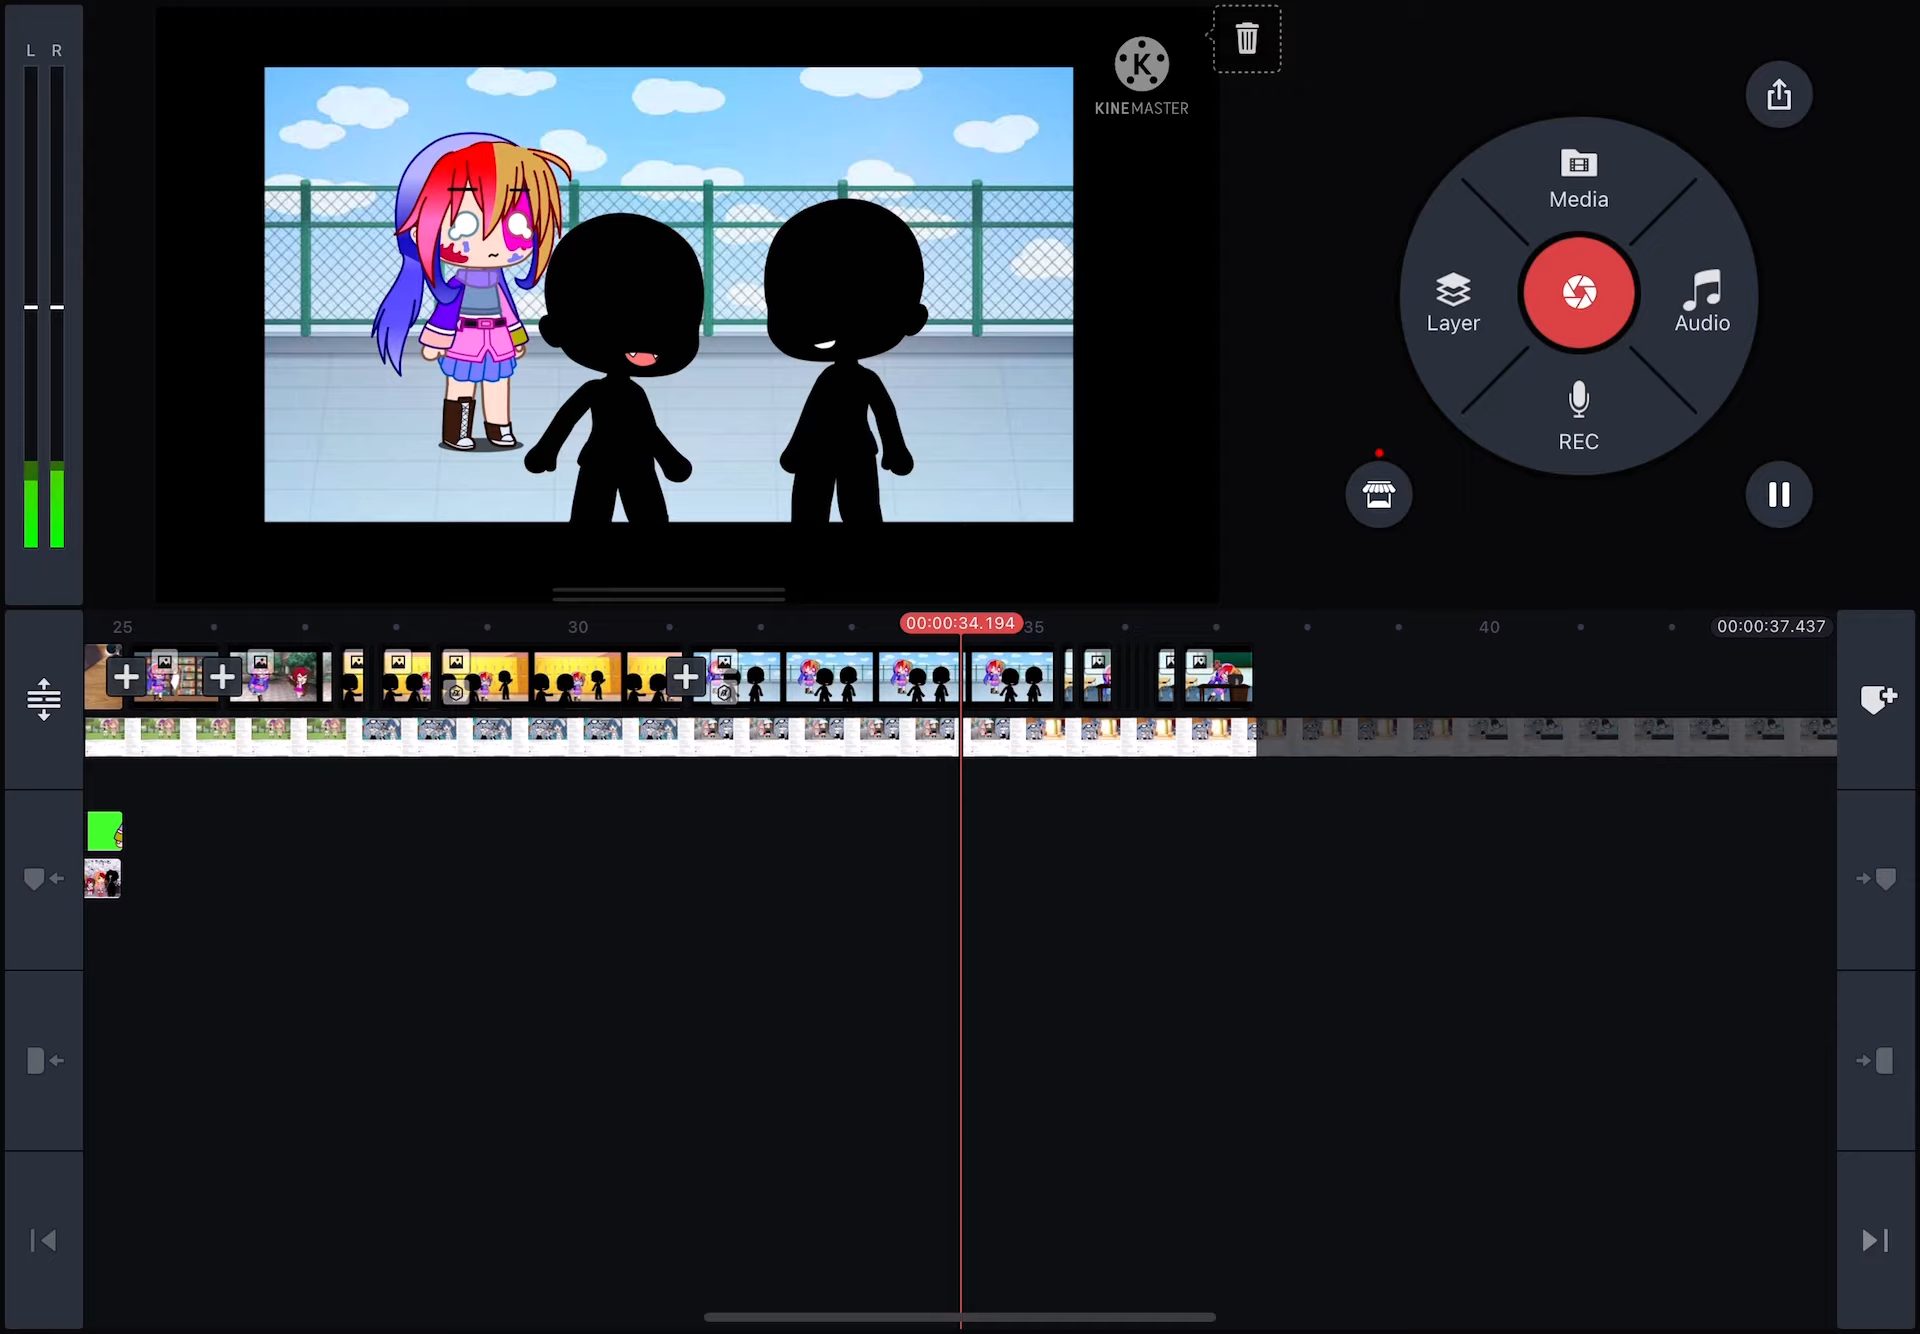 L R
KINEMASTER
Media
Layer
Audio
REC
25
30
00:00:34.194
35
40
00:00:37.437